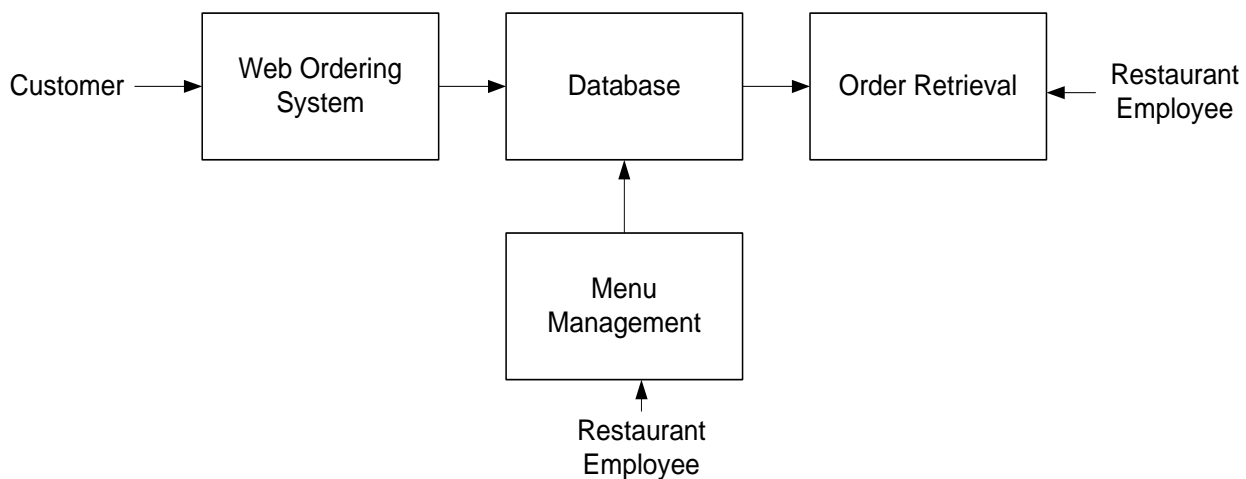 Customer
Web Ordering
System
Database
Order Retrieval
Restaurant
Employee
Menu
Management
Restaurant
Employee